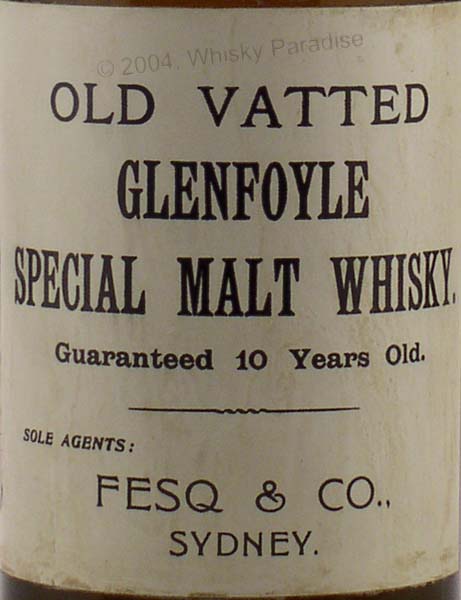 © 2004. Whisky Paradise
OLD VATTED
GLENFOYLE
SPECIAL MALT WHISKY.
Guaranteed 10 Years Old.
SOLE AGENTS:
FESQ & CO.,
SYDNEY.